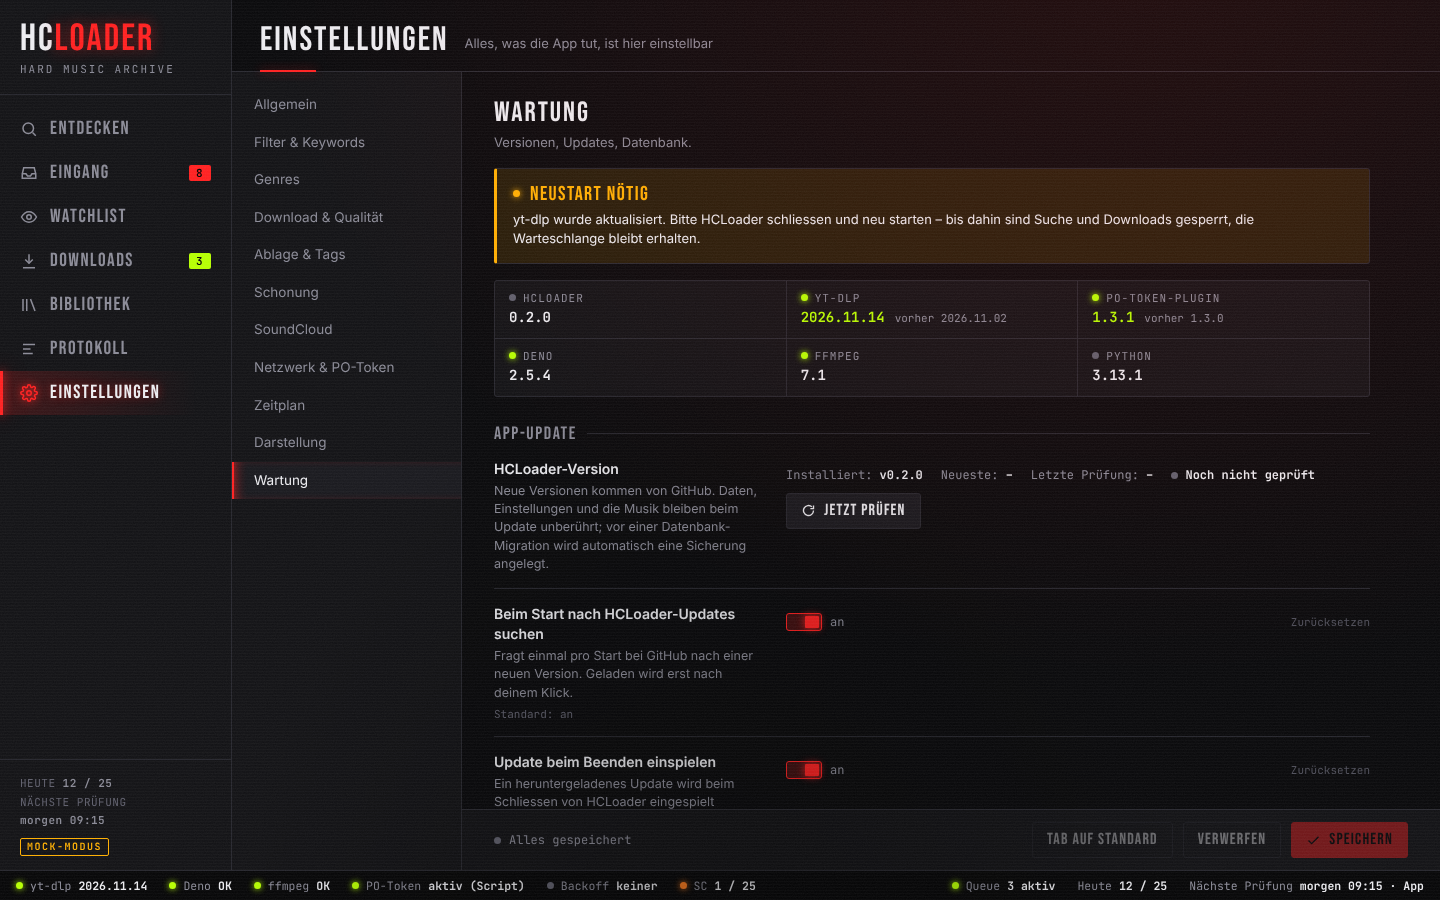 HCLOADER
HARD MUSIC ARCHIVE
ENTDECKEN
EINGANG 8
WATCHLIST
DOWNLOADS 3
BIBLIOTHEK
PROTOKOLL
EINSTELLUNGEN
HEUTE 12 / 25
NÄCHSTE PRÜFUNG
morgen 09:15
MOCK-MODUS
EINSTELLUNGEN Alles, was die App tut, ist hier einstellbar
Allgemein
Filter & Keywords
Genres
Download & Qualität
Ablage & Tags
Schonung
SoundCloud
Netzwerk & PO-Token
Zeitplan
Darstellung
Wartung
WARTUNG
Versionen, Updates, Datenbank.
NEUSTART NÖTIG
yt-dlp wurde aktualisiert. Bitte HCLoader schliessen und neu starten – bis dahin sind Suche und Downloads gesperrt, die
Warteschlange bleibt erhalten.
HCLOADER
0.2.0
YT-DLP
2026.11.14 vorher 2026.11.02
PO-TOKEN-PLUGIN
1.3.1 vorher 1.3.0
DENO
2.5.4
FFMPEG
7.1
PYTHON
3.13.1
APP-UPDATE
HCLoader-Version
Neue Versionen kommen von GitHub. Daten,
Einstellungen und die Musik bleiben beim
Update unberührt; vor einer Datenbank-
Migration wird automatisch eine Sicherung
angelegt.
Installiert: v0.2.0 Neueste: – Letzte Prüfung: – Noch nicht geprüft
JETZT PRÜFEN
Beim Start nach HCLoader-Updates
suchen
Fragt einmal pro Start bei GitHub nach einer
neuen Version. Geladen wird erst nach
deinem Klick.
Standard: an
an
Zurücksetzen
Update beim Beenden einspielen
Ein heruntergeladenes Update wird beim
Schliessen von HCLoader eingespielt
an
Zurücksetzen
Alles gespeichert
TAB AUF STANDARD
VERWERFEN
SPEICHERN
yt-dlp 2026.11.14 Deno OK ffmpeg OK PO-Token aktiv (Script) Backoff keiner SC 1 / 25 Queue 3 aktiv Heute 12 / 25 Nächste Prüfung morgen 09:15 · App